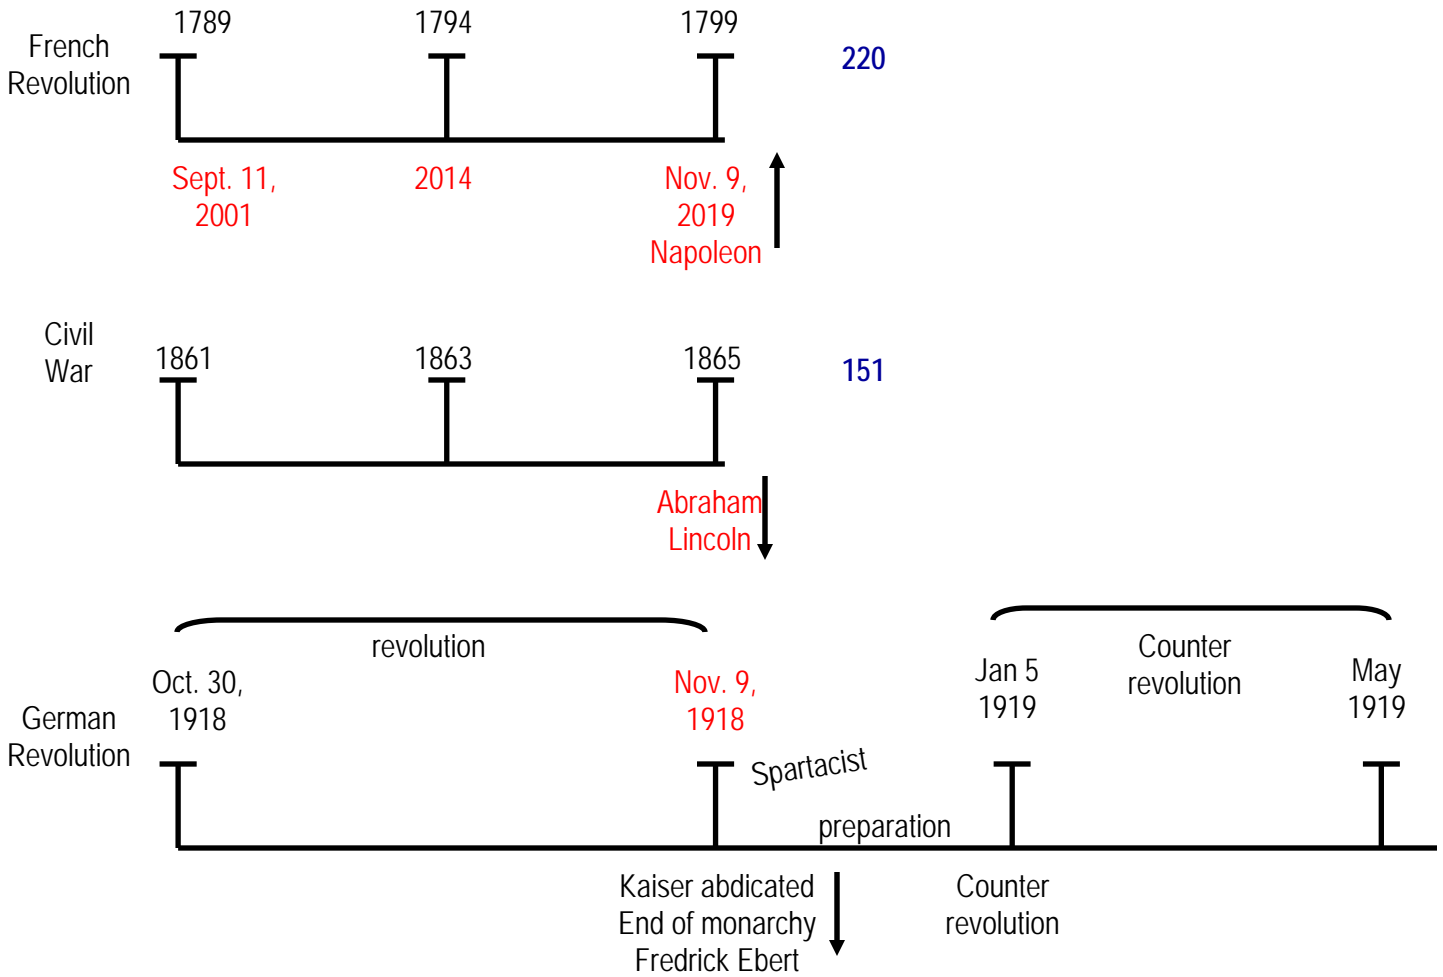 1789
1794
1799
French
Revolution
220
Sept. 11,
2001
2014
Nov. 9,
2019
Napoleon
Civil
War
1861
1863
1865
151
Abraham
Lincoln
revolution
Counter
revolution
Oct. 30,
1918
Nov. 9,
1918
Jan 5
1919
May
1919
German
Revolution
Spartacist
preparation
Kaiser abdicated
End of monarchy
Fredrick Ebert
Counter
revolution